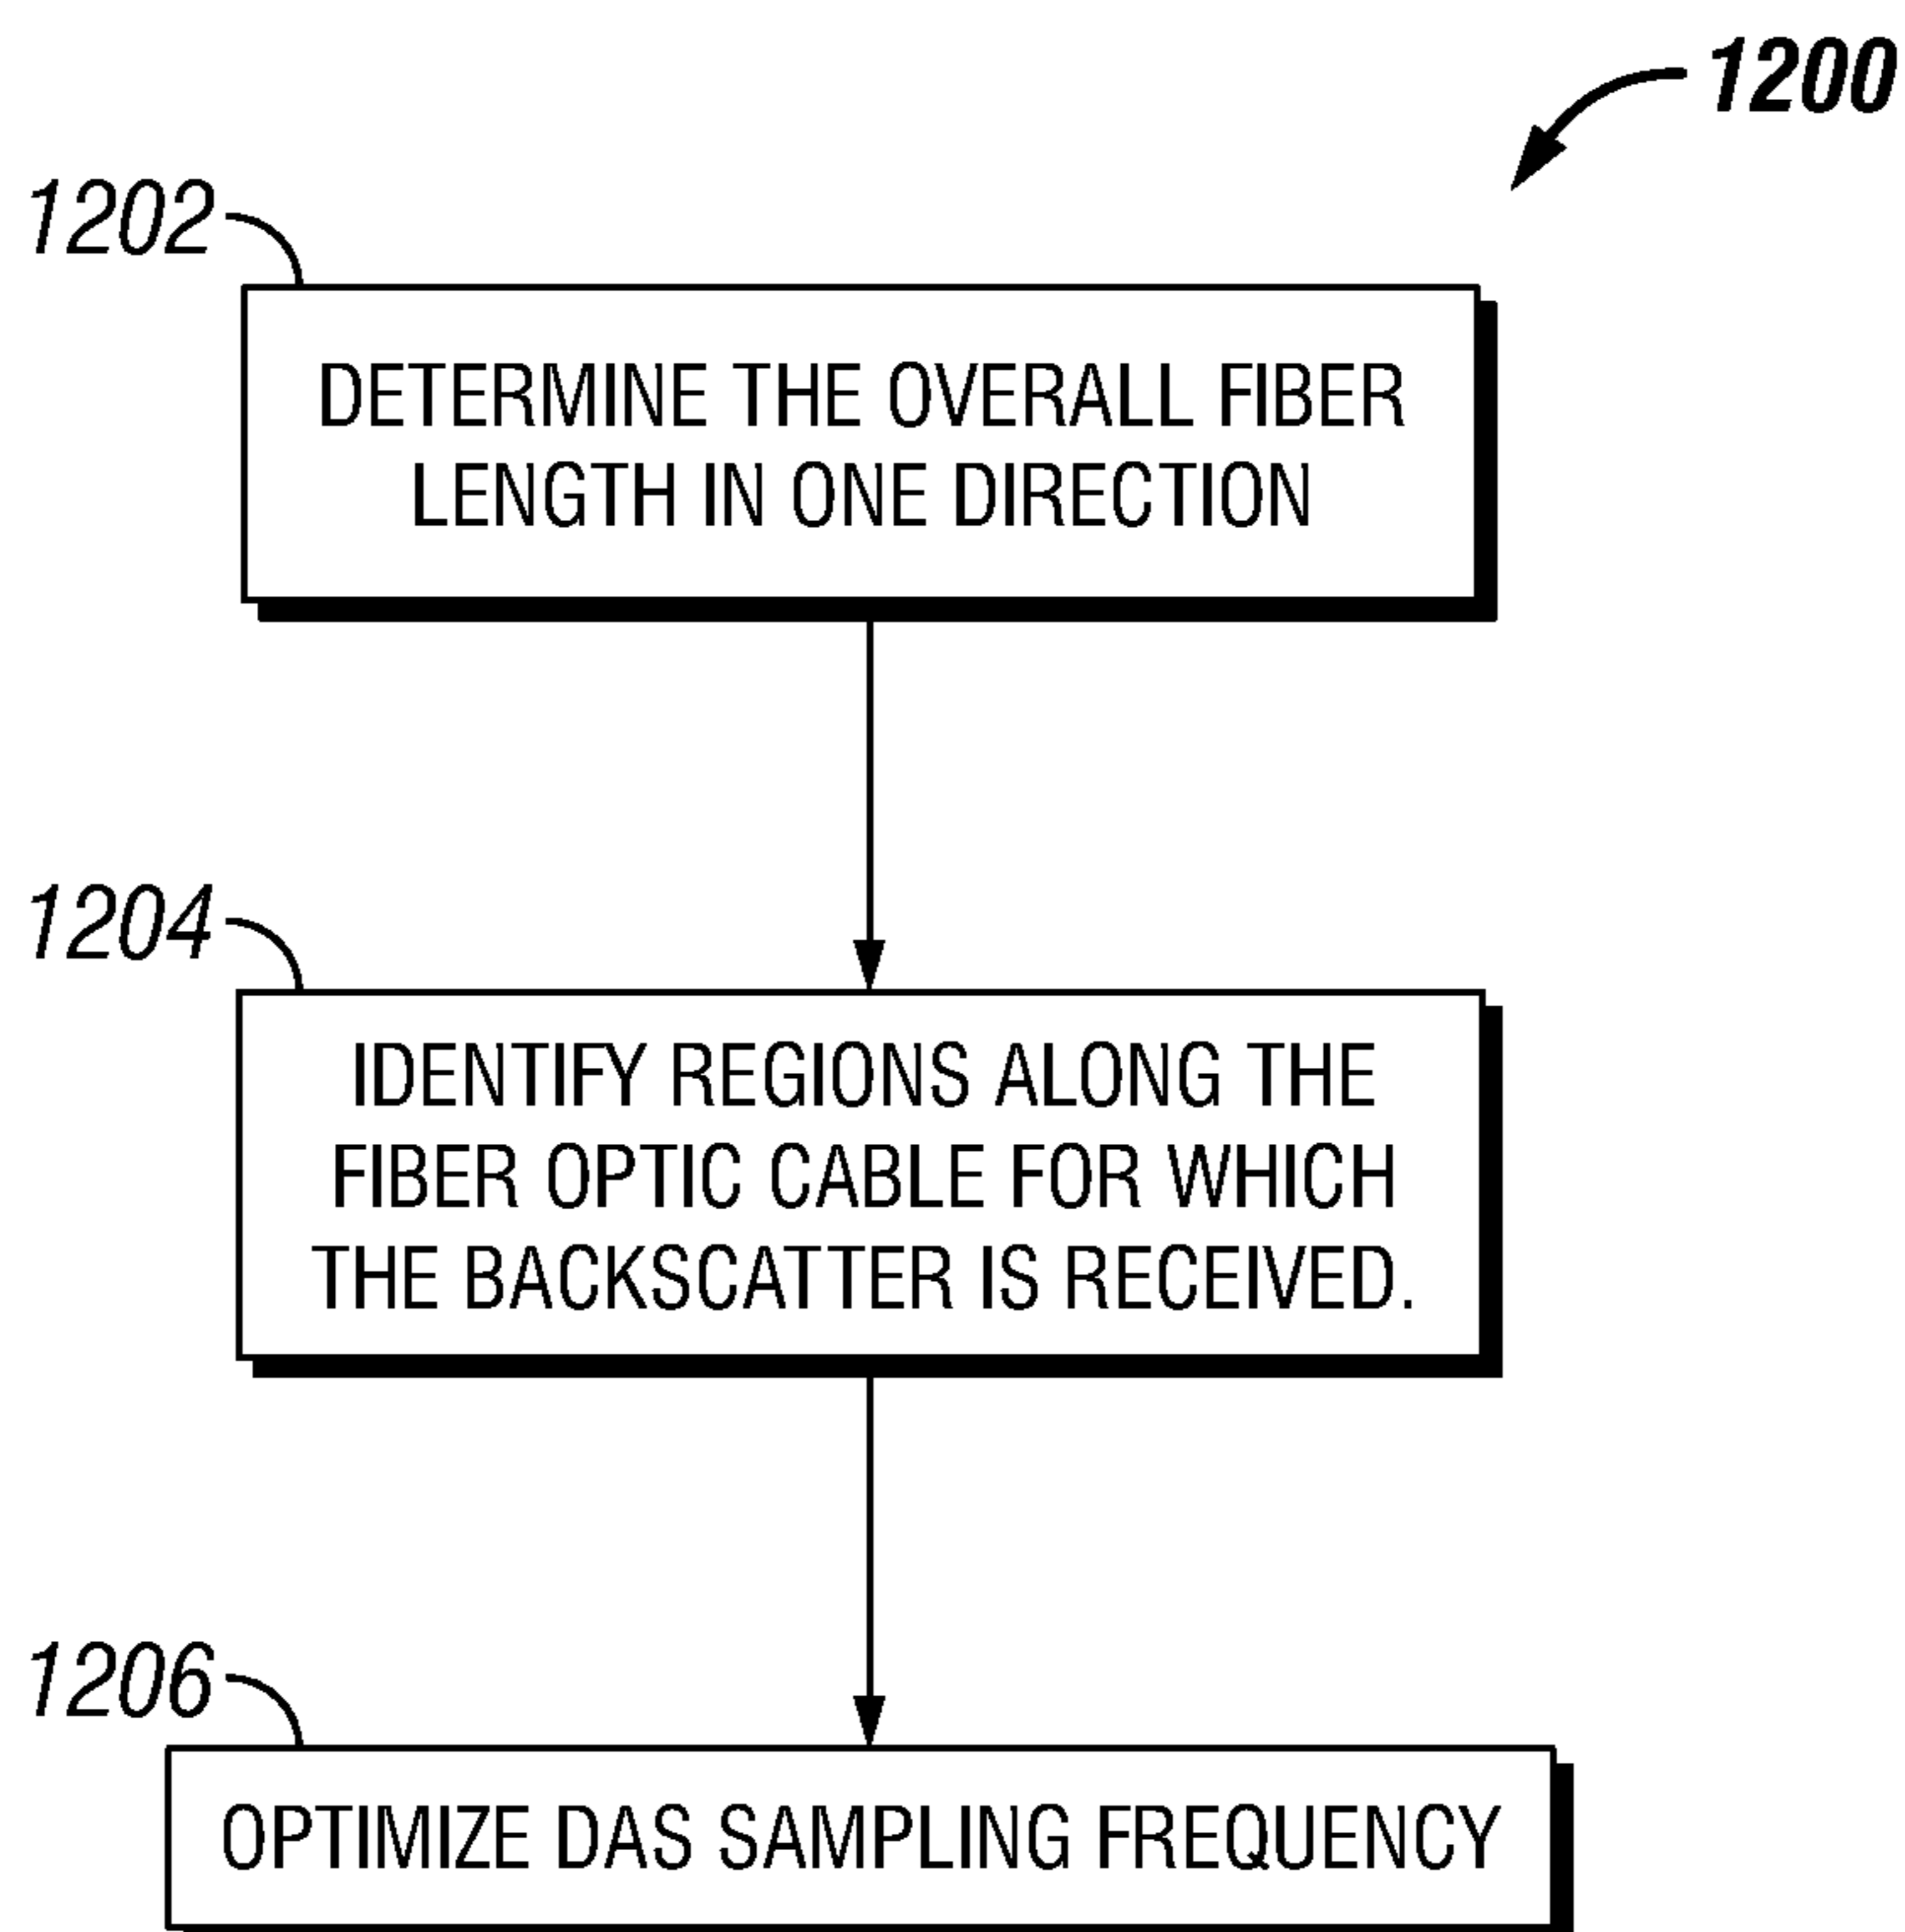 1200
1202
DETERMINE THE OVERALL FIBER
LENGTH IN ONE DIRECTION
1204
IDENTIFY REGIONS ALONG THE
FIBER OPTIC CABLE FOR WHICH
THE BACKSCATTER IS RECEIVED.
1206
OPTIMIZE DAS SAMPLING FREQUENCY